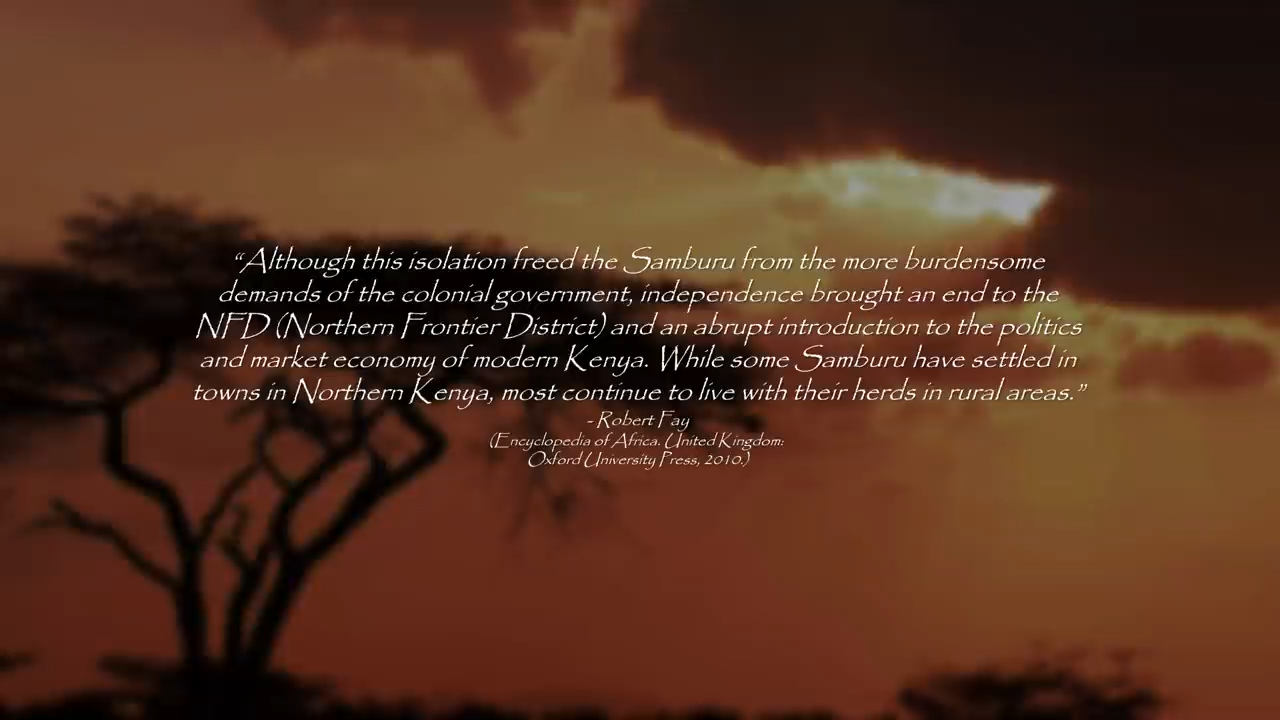 “Although this isolation freed the Samburu from the more burdensome
demands of the colonial government, independence brought an end to the
NFD (Northern Frontier District) and an abrupt introduction to the politics
and market economy of modern Kenya. While some Samburu have settled in
towns in Northern Kenya, most continue to live with their herds in rural areas.”
- Robert Fay
(Encyclopedia of Africa. United Kingdom:
Oxford University Press, 2010.)